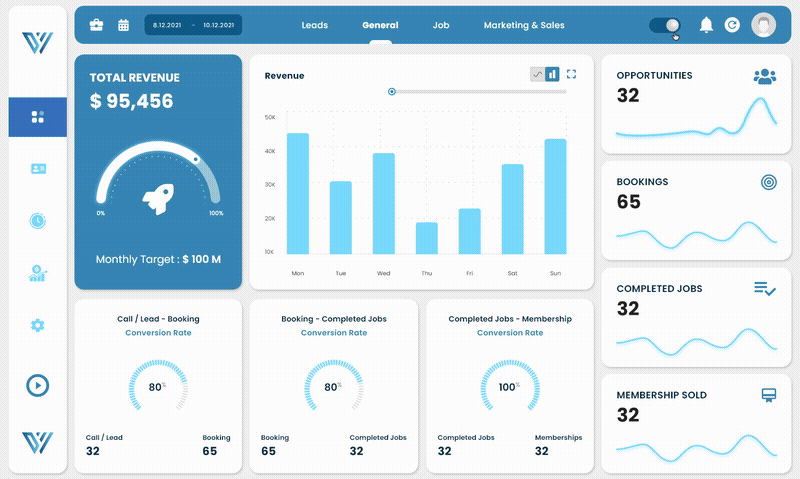 8.12.2021 - 10.12.2021
Leads
General
Job
Marketing & Sales
TOTAL REVENUE
$ 95,456
0%
100%
Monthly Target : $ 100 M
Revenue
50K
40K
30K
20K
10K
Mon
Tue
Wed
Thu
Fri
Sat
Sun
OPPORTUNITIES
32
BOOKINGS
65
COMPLETED JOBS
32
MEMBERSHIP SOLD
32
Call / Lead - Booking
Conversion Rate
80%
Call / Lead
32
Booking
65
Booking - Completed Jobs
Conversion Rate
80%
Booking
65
Completed Jobs
32
Completed Jobs - Membership
Conversion Rate
100%
Completed Jobs
32
Memberships
32